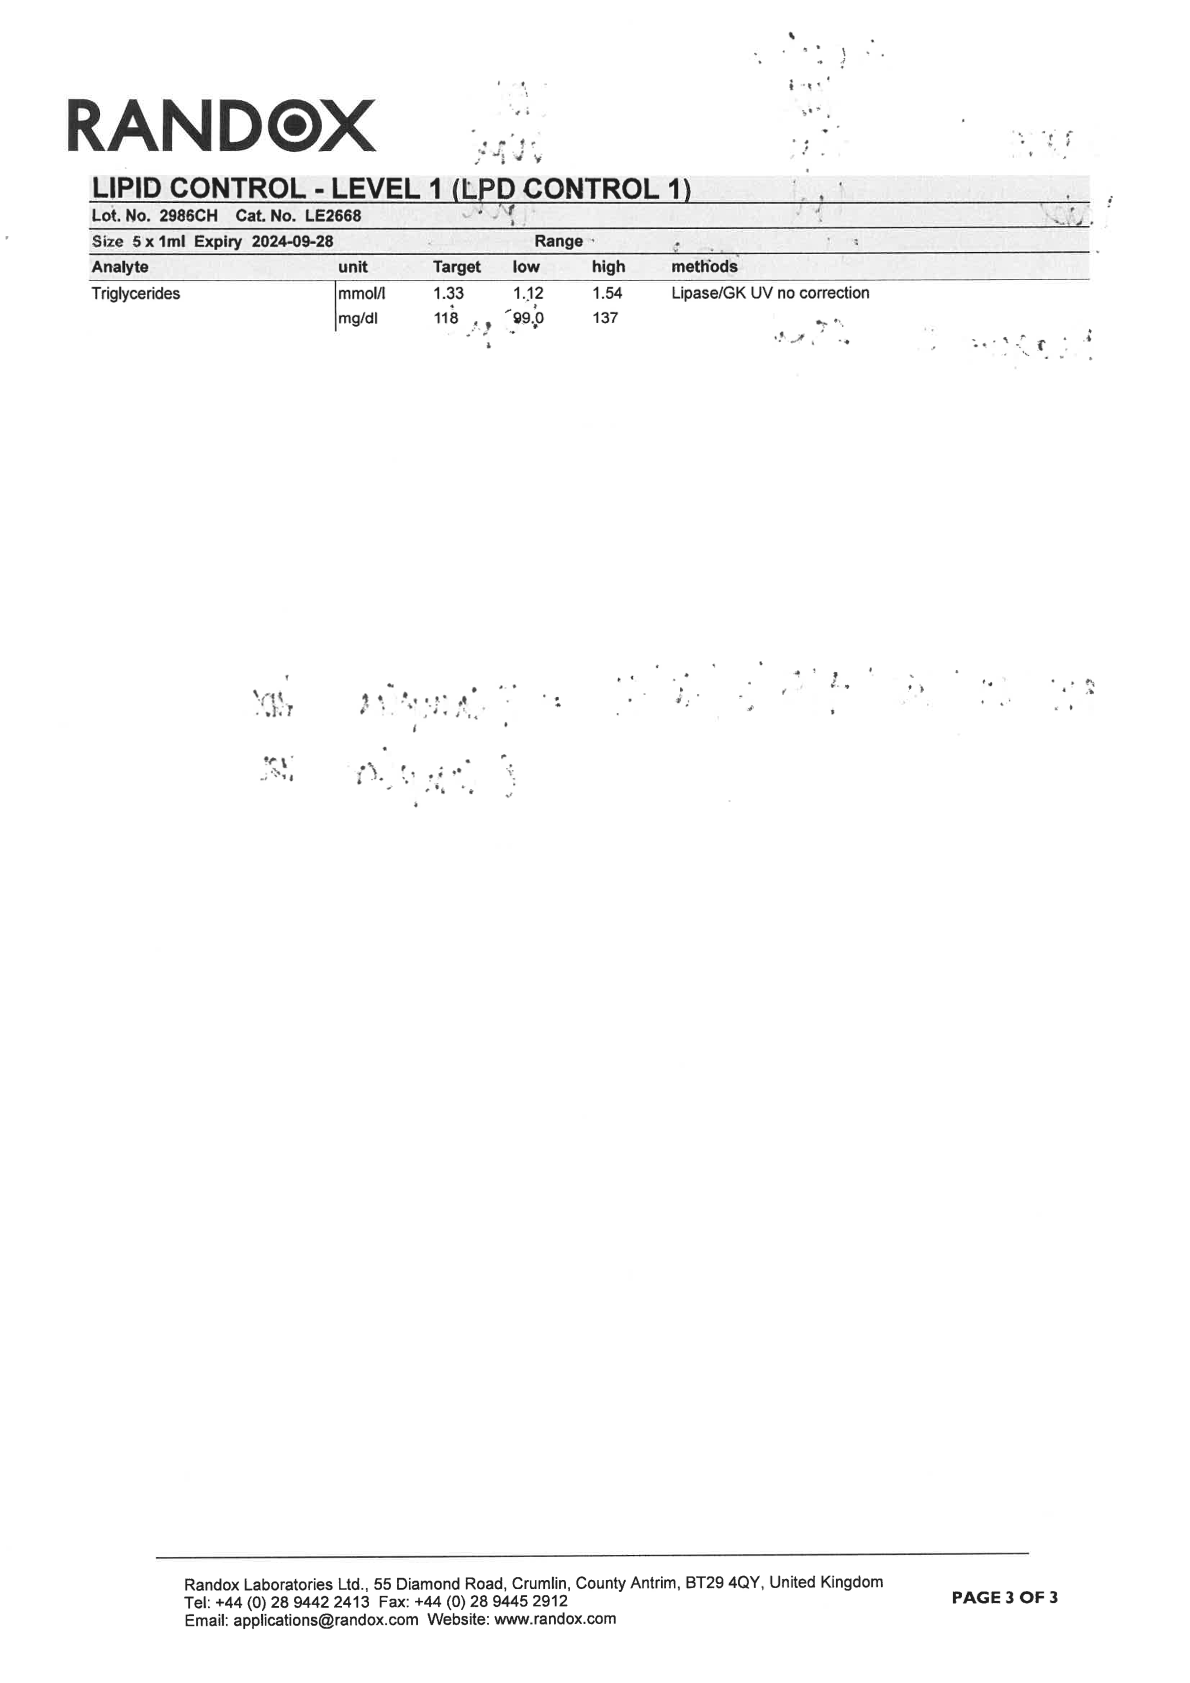 RANDOX
LIPID CONTROL - LEVEL 1 (LPD CONTROL 1)
Lot. No. 2986CH Cat. No. LE2668
Size 5 x 1ml Expiry 2024-09-28 Range
Analyte unit Target low high methods
Triglycerides mmol/l 1.33 1.12 1.54 Lipase/GK UV no correction
mg/dl 118 99.0 137
Randox Laboratories Ltd., 55 Diamond Road, Crumlin, County Antrim, BT29 4QY, United Kingdom
Tel: +44 (0) 28 9442 2413 Fax: +44 (0) 28 9445 2912
Email: applications@randox.com Website: www.randox.com
PAGE 3 OF 3